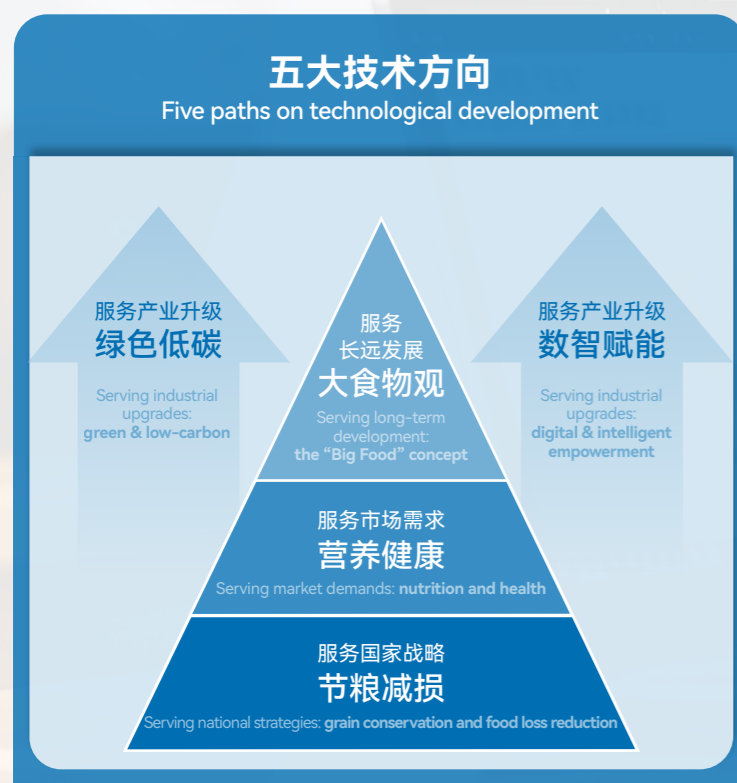 五大技术方向
Five paths on technological development
服务产业升级
绿色低碳
Serving industrial
upgrades:
green & low-carbon
服务
长远发展
大食物观
Serving long-term
development:
the “Big Food” concept
服务产业升级
数智赋能
Serving industrial
upgrades:
digital & intelligent
empowerment
服务市场需求
营养健康
Serving market demands: nutrition and health
服务国家战略
节粮减损
Serving national strategies: grain conservation and food loss reduction